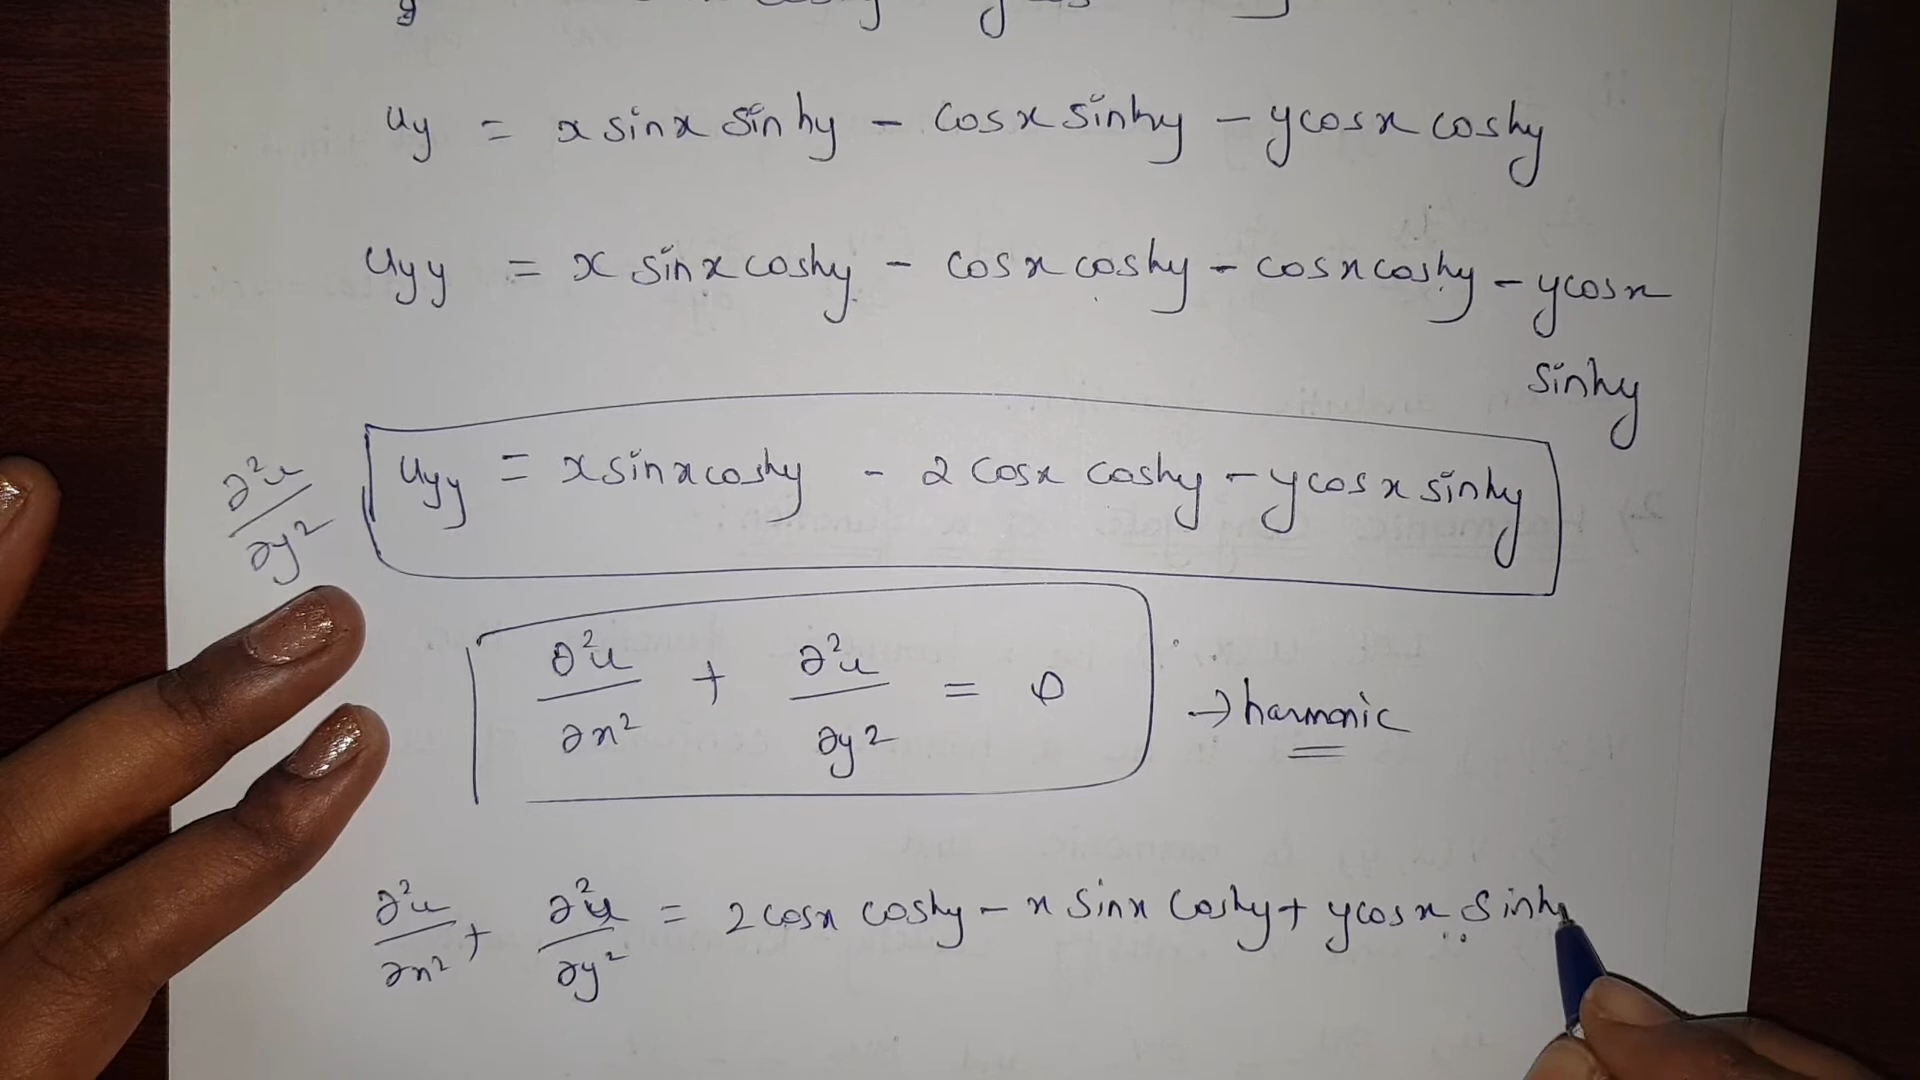 uy = x sinx sinhy - cosx sinhy - ycosx coshy
uyy = x sinx coshy - cosx coshy - cosx coshy - ycosx
sinhy
∂²u/∂y² uyy = x sinx coshy - 2 cosx coshy - ycosx sinhy
∂²u/∂x² + ∂²u/∂y² = 0 → harmonic
∂²u/∂x² + ∂²u/∂y² = 2 cosx coshy - x sinx coshy + ycosx sinhy